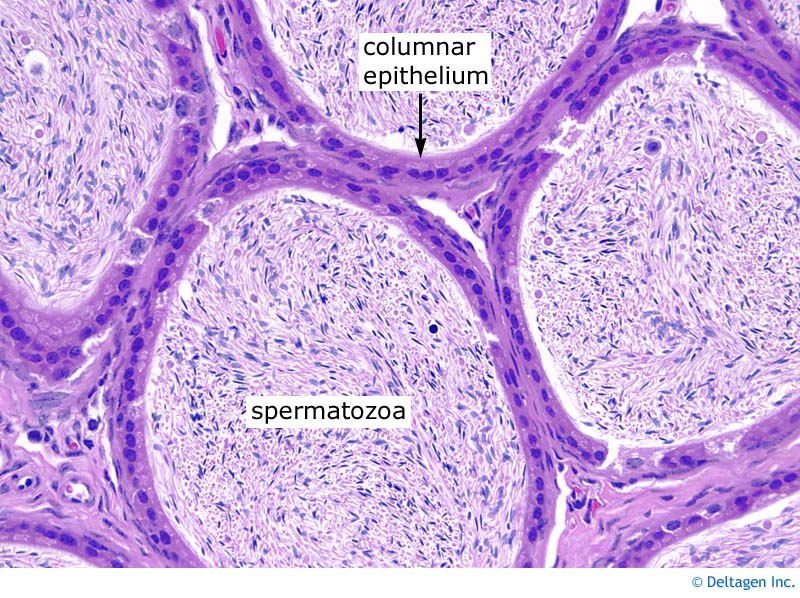 columnar
epithelium
spermatozoa
© Deltagen Inc.